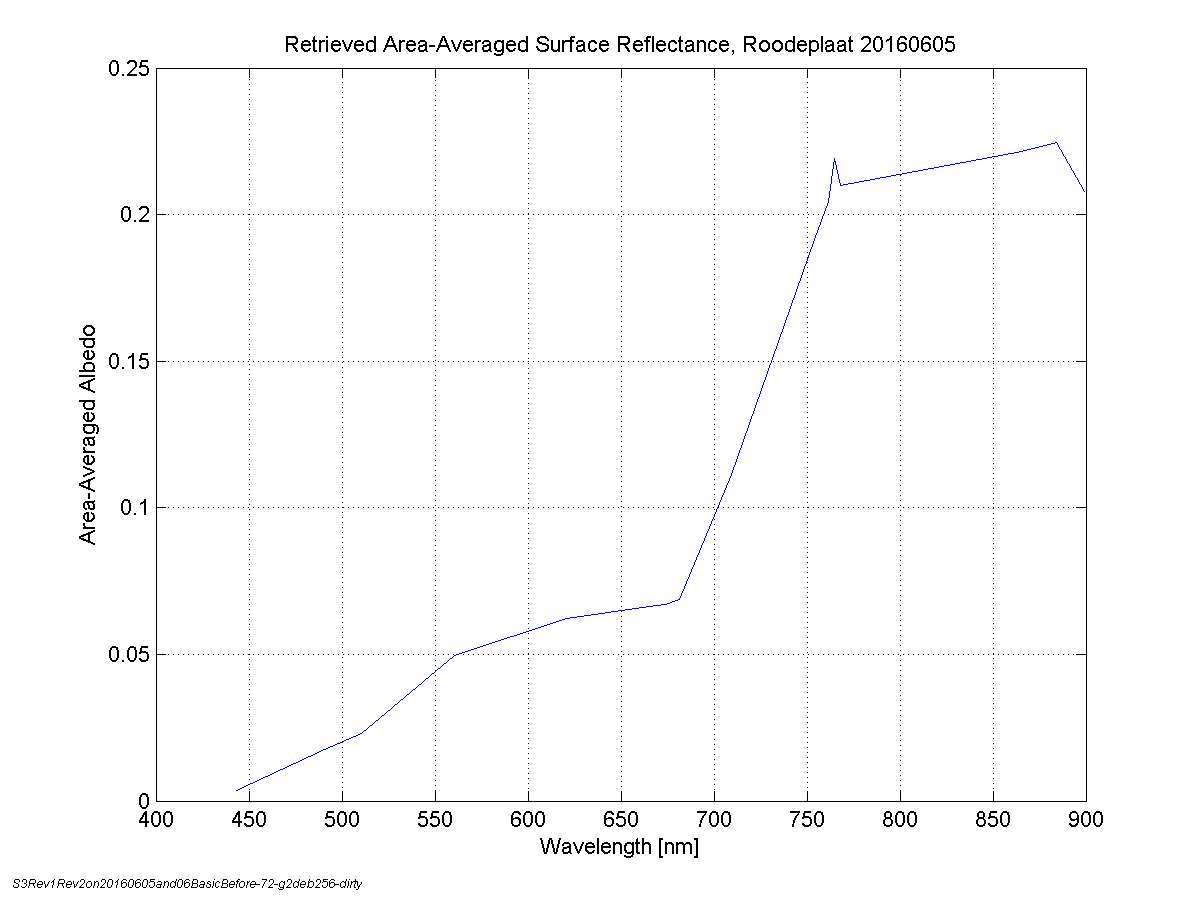 Retrieved Area-Averaged Surface Reflectance, Roodeplaat 20160605
0.25
0.2
0.15
0.1
0.05
0
Area-Averaged Albedo
400 450 500 550 600 650 700 750 800 850 900
Wavelength [nm]
S3Rev1Rev2on20160605and06BasicBefore-72-g2deb256-dirty